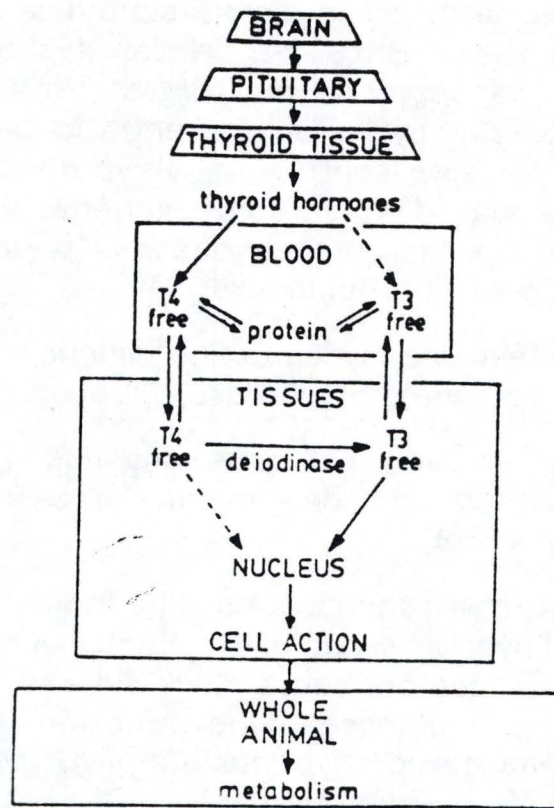 BRAIN
PITUITARY
THYROID TISSUE
thyroid hormones
BLOOD
T4 T3
free protein free
TISSUES
T4 T3
free deiodinase free
NUCLEUS
CELL ACTION
WHOLE
ANIMAL
metabolism